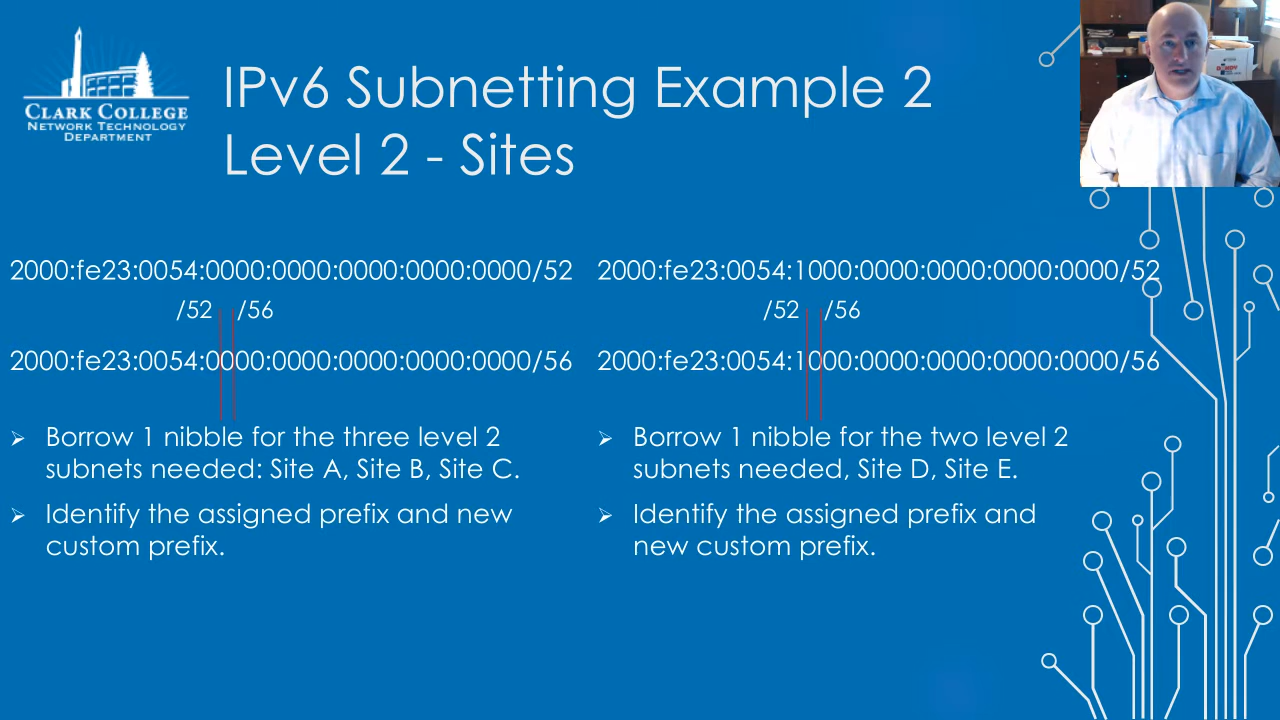 CLARK COLLEGE
NETWORK TECHNOLOGY
DEPARTMENT
IPv6 Subnetting Example 2
Level 2 - Sites
2000:fe23:0054:0000:0000:0000:0000:0000/52
/52 /56
2000:fe23:0054:0000:0000:0000:0000:0000/56
➢ Borrow 1 nibble for the three level 2
subnets needed: Site A, Site B, Site C.
➢ Identify the assigned prefix and new
custom prefix.
2000:fe23:0054:1000:0000:0000:0000:0000/52
/52 /56
2000:fe23:0054:1000:0000:0000:0000:0000/56
➢ Borrow 1 nibble for the two level 2
subnets needed, Site D, Site E.
➢ Identify the assigned prefix and
new custom prefix.